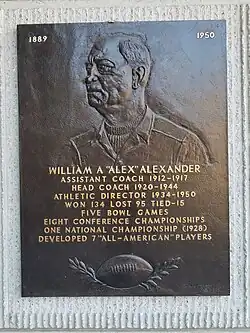 1889 1950
WILLIAM A "ALEX" ALEXANDER
ASSISTANT COACH 1912-1917
HEAD COACH 1920-1944
ATHLETIC DIRECTOR 1934-1950
WON 134 LOST 95 TIED-15
FIVE BOWL GAMES
EIGHT CONFERENCE CHAMPIONSHIPS
ONE NATIONAL CHAMPIONSHIP (1928)
DEVELOPED 7 "ALL-AMERICAN" PLAYERS